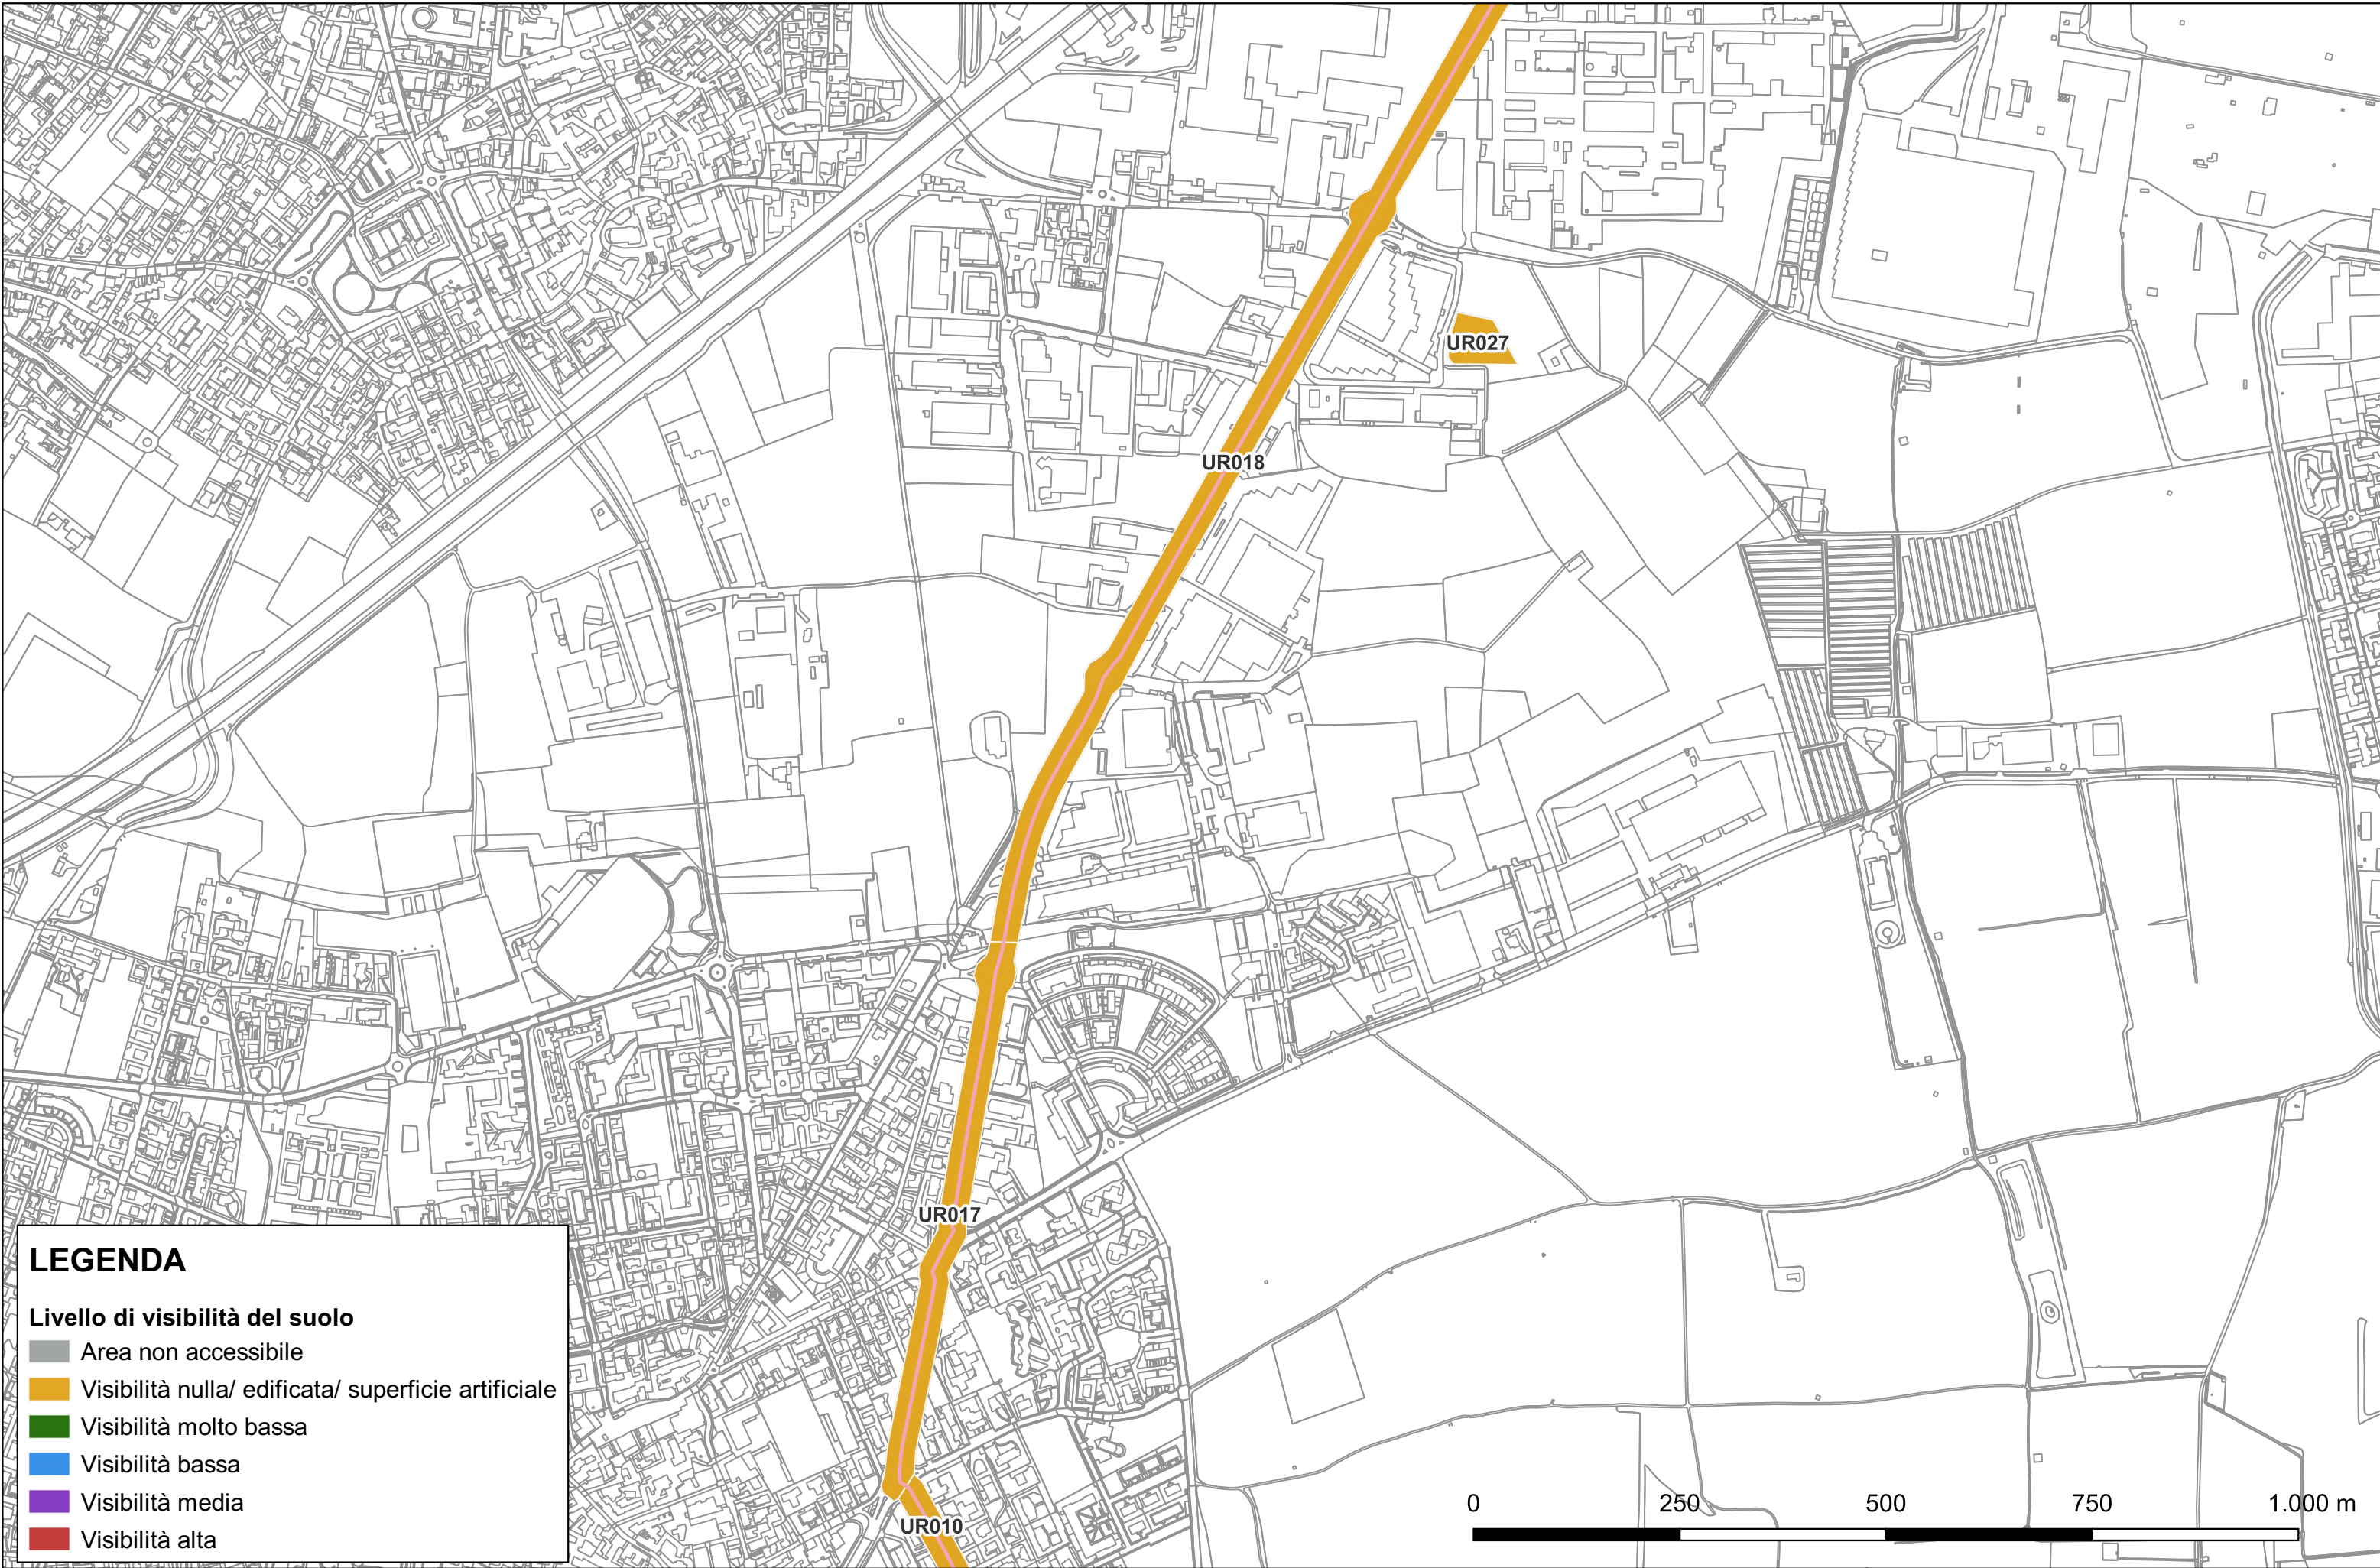 UR027
UR018
UR017
UR010
LEGENDA
Livello di visibilità del suolo
Area non accessibile
Visibilità nulla/ edificata/ superficie artificiale
Visibilità molto bassa
Visibilità bassa
Visibilità media
Visibilità alta
0 250 500 750 1.000 m